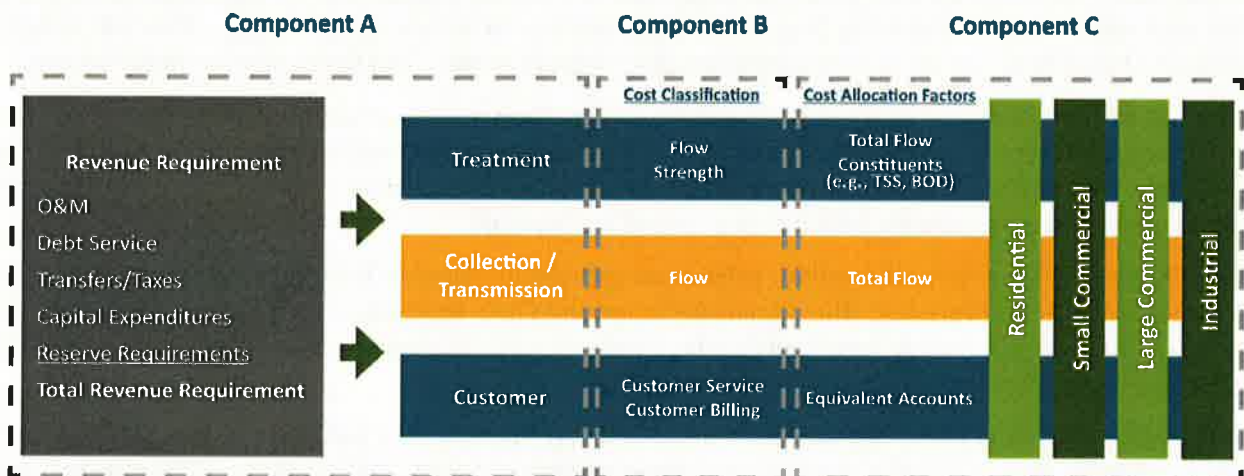 Component A
Component B
Component C
Revenue Requirement
O&M
Debt Service
Transfers/Taxes
Capital Expenditures
Reserve Requirements
Total Revenue Requirement
Treatment
Collection /
Transmission
Customer
Cost Classification
Flow
Strength
Flow
Customer Service
Customer Billing
Cost Allocation Factors
Total Flow
Constituents
(e.g., TSS, BOD)
Total Flow
Equivalent Accounts
Residential
Small Commercial
Large Commercial
Industrial